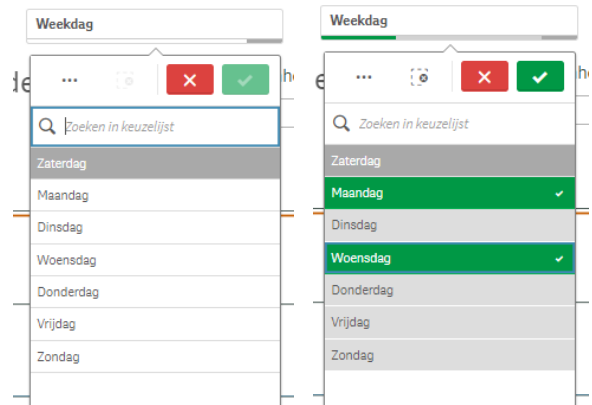 Weekdag
Zoeken in keuzelijst
Zaterdag
Maandag
Dinsdag
Woensdag
Donderdag
Vrijdag
Zondag
Weekdag
Zoeken in keuzelijst
Zaterdag
Maandag
Dinsdag
Woensdag
Donderdag
Vrijdag
Zondag